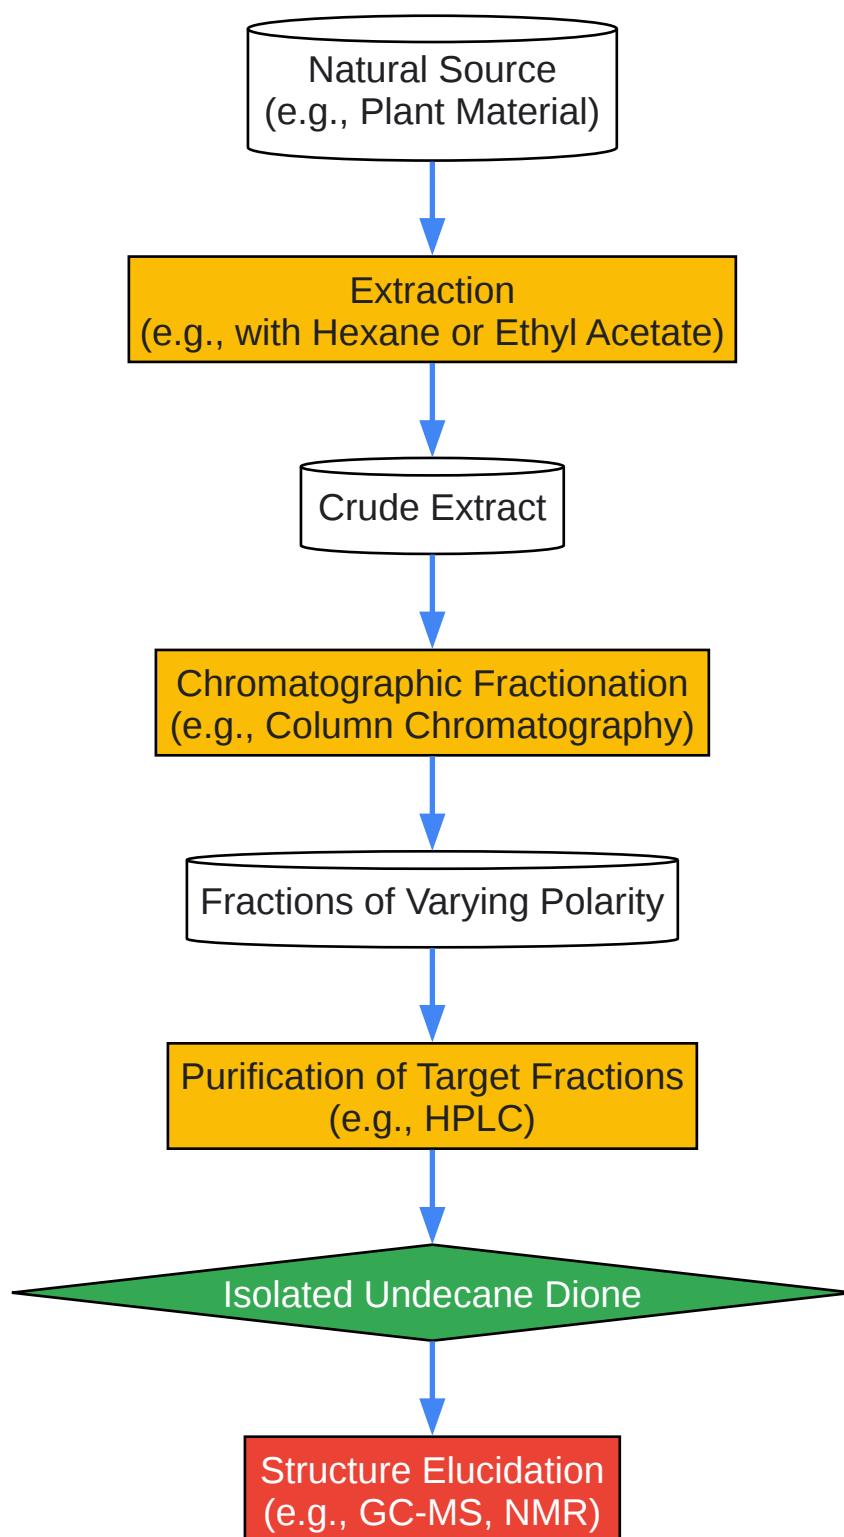 Natural Source
(e.g., Plant Material)
Extraction
(e.g., with Hexane or Ethyl Acetate)
Crude Extract
Chromatographic Fractionation
(e.g., Column Chromatography)
Fractions of Varying Polarity
Purification of Target Fractions
(e.g., HPLC)
Isolated Undecane Dione
Structure Elucidation
(e.g., GC-MS, NMR)